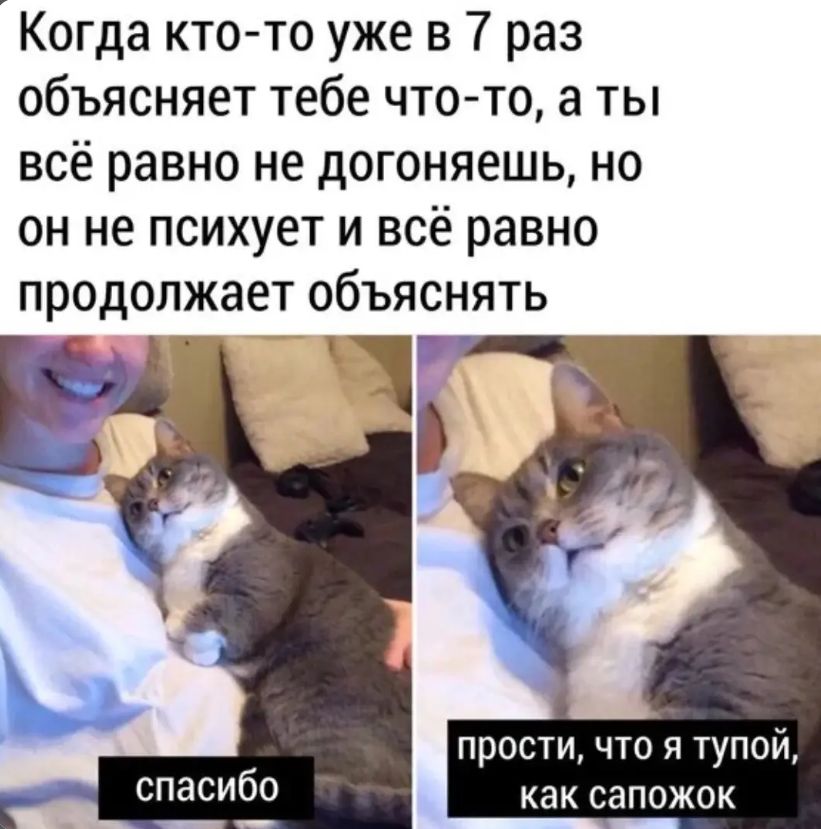 Когда кто-то уже в 7 раз
объясняет тебе что-то, а ты
всё равно не догоняешь, но
он не психует и всё равно
продолжает объяснять
спасибо
прости, что я тупой,
как сапожок